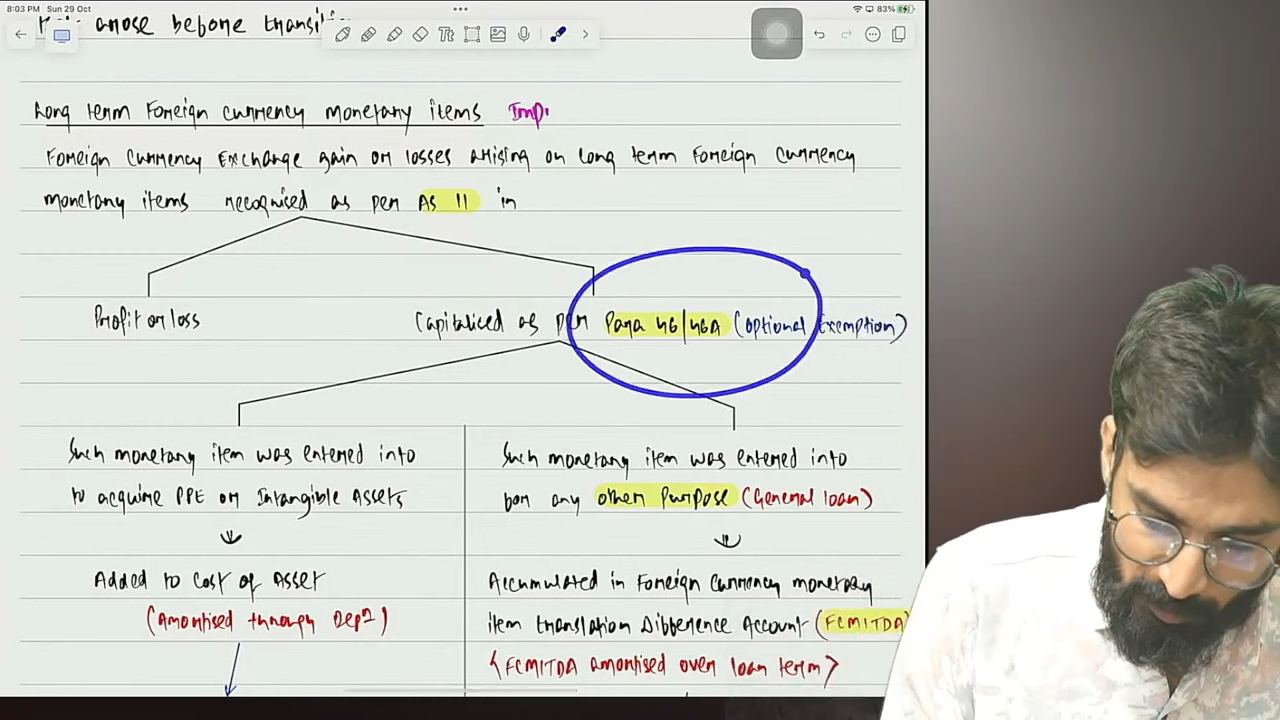 8:03 PM Sun 29 Oct
83%
arose before
Long term Foreign currency monetary items Imp.
Foreign Currency Exchange gain or losses arising on Long term Foreign Currency
monetary items recognised as per AS 11 in
Profit or loss
Capitalised as per Para 46/46A (Optional Exemption)
Such monetary item was entered into
to acquire PPE or Intangible Assets
Added to Cost of Asset
(Amortised through Depn)
Such monetary item was entered into
for any other Purpose (General loan)
Accumulated in Foreign Currency monetary
item translation Difference Account (FCMITDA)
{FCMITDA amortised over loan term}